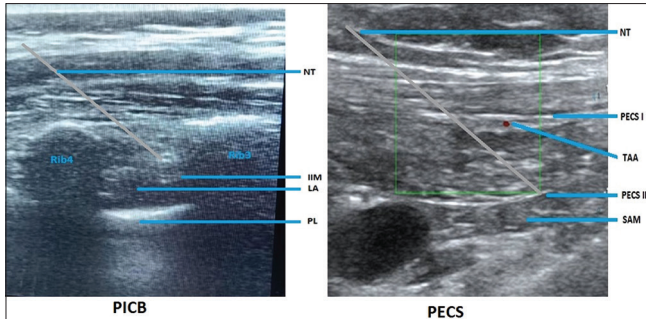 NT
Rib4
Rib3
IIM
LA
PL
PICB
NT
PECS I
TAA
PECS II
SAM
PECS